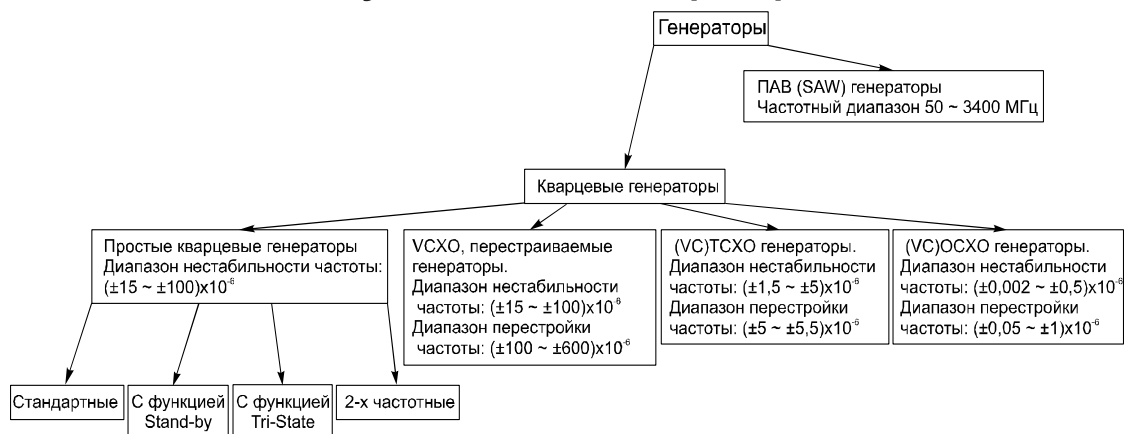 Генераторы
ПАВ (SAW) генераторы
Частотный диапазон 50 ~ 3400 МГц
Кварцевые генераторы
Простые кварцевые генераторы
Диапазон нестабильности частоты:
(±15 ~ ±100)x10⁻⁶
VCXO, перестраиваемые
генераторы.
Диапазон нестабильности
частоты: (±15 ~ ±100)x10⁻⁶
Диапазон перестройки
частоты: (±100 ~ ±600)x10⁻⁶
(VC)TCXO генераторы.
Диапазон нестабильности
частоты: (±1,5 ~ ±5)x10⁻⁶
Диапазон перестройки
частоты: (±5 ~ ±5,5)x10⁻⁶
(VC)OCXO генераторы.
Диапазон нестабильности
частоты: (±0,002 ~ ±0,5)x10⁻⁶
Диапазон перестройки
частоты: (±0,05 ~ ±1)x10⁻⁶
Стандартные
С функцией
Stand-by
С функцией
Tri-State
2-х частотные